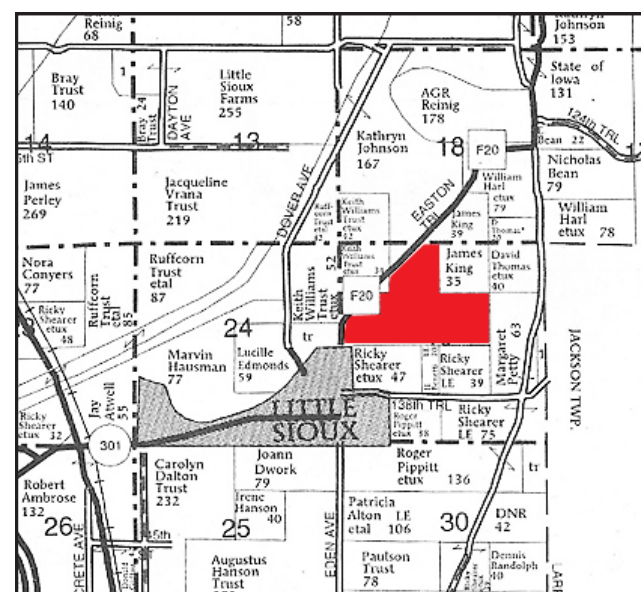 Reinig
68
58
Kathryn
Johnson
153
Bray
Trust
140
1
Bray 24
Trust
DAYTON
AVE
Little
Sioux
Farms
255
AGR
Reinig
178
State of
Iowa
131
124th TRL
14
13
Kathryn
Johnson
167
18
F20
Bean 22
Nicholas
Bean
79
5th ST
James
Perley
269
Jacqueline
Vrana
Trust
219
DOVER AVE
Keith
Williams
Trust
EASTON
TRL
William
Harl
etux
79
James
King
39
William
Harl
etux 78
Nora
Conyers
77
Ruffcorn
Trust
etal
85
Ruffcorn
Trust
etal
87
Keith
Williams
Trust
etux
52
F20
James
King
35
David
Thomas
etux
40
Ricky
Shearer
etux
48
24
tr
Marvin
Hausman
77
Lucille
Edmonds
59
Ricky
Shearer
etux 47
Ricky
Shearer
LE 39
Margaret
Petty 63
1
JACKSON TWP.
Jay
Atwell
55
LITTLE
SIOUX
138th TRL
Roger
Pippitt
etux 38
Ricky
Shearer
LE 75
Ricky
Shearer
etux 32
301
Carolyn
Dalton
Trust
232
Joann
Dwork
79
Roger
Pippitt
etux
136
tr
Robert
Ambrose
132
Irene
Hanson
40
Patricia
Alton LE
etal 106
DNR
42
26
25
30
45th
CRETE AVE
Augustus
Hanson
Trust
EDEN AVE
Paulson
Trust
78
Dennis
Randolph
40
LARP